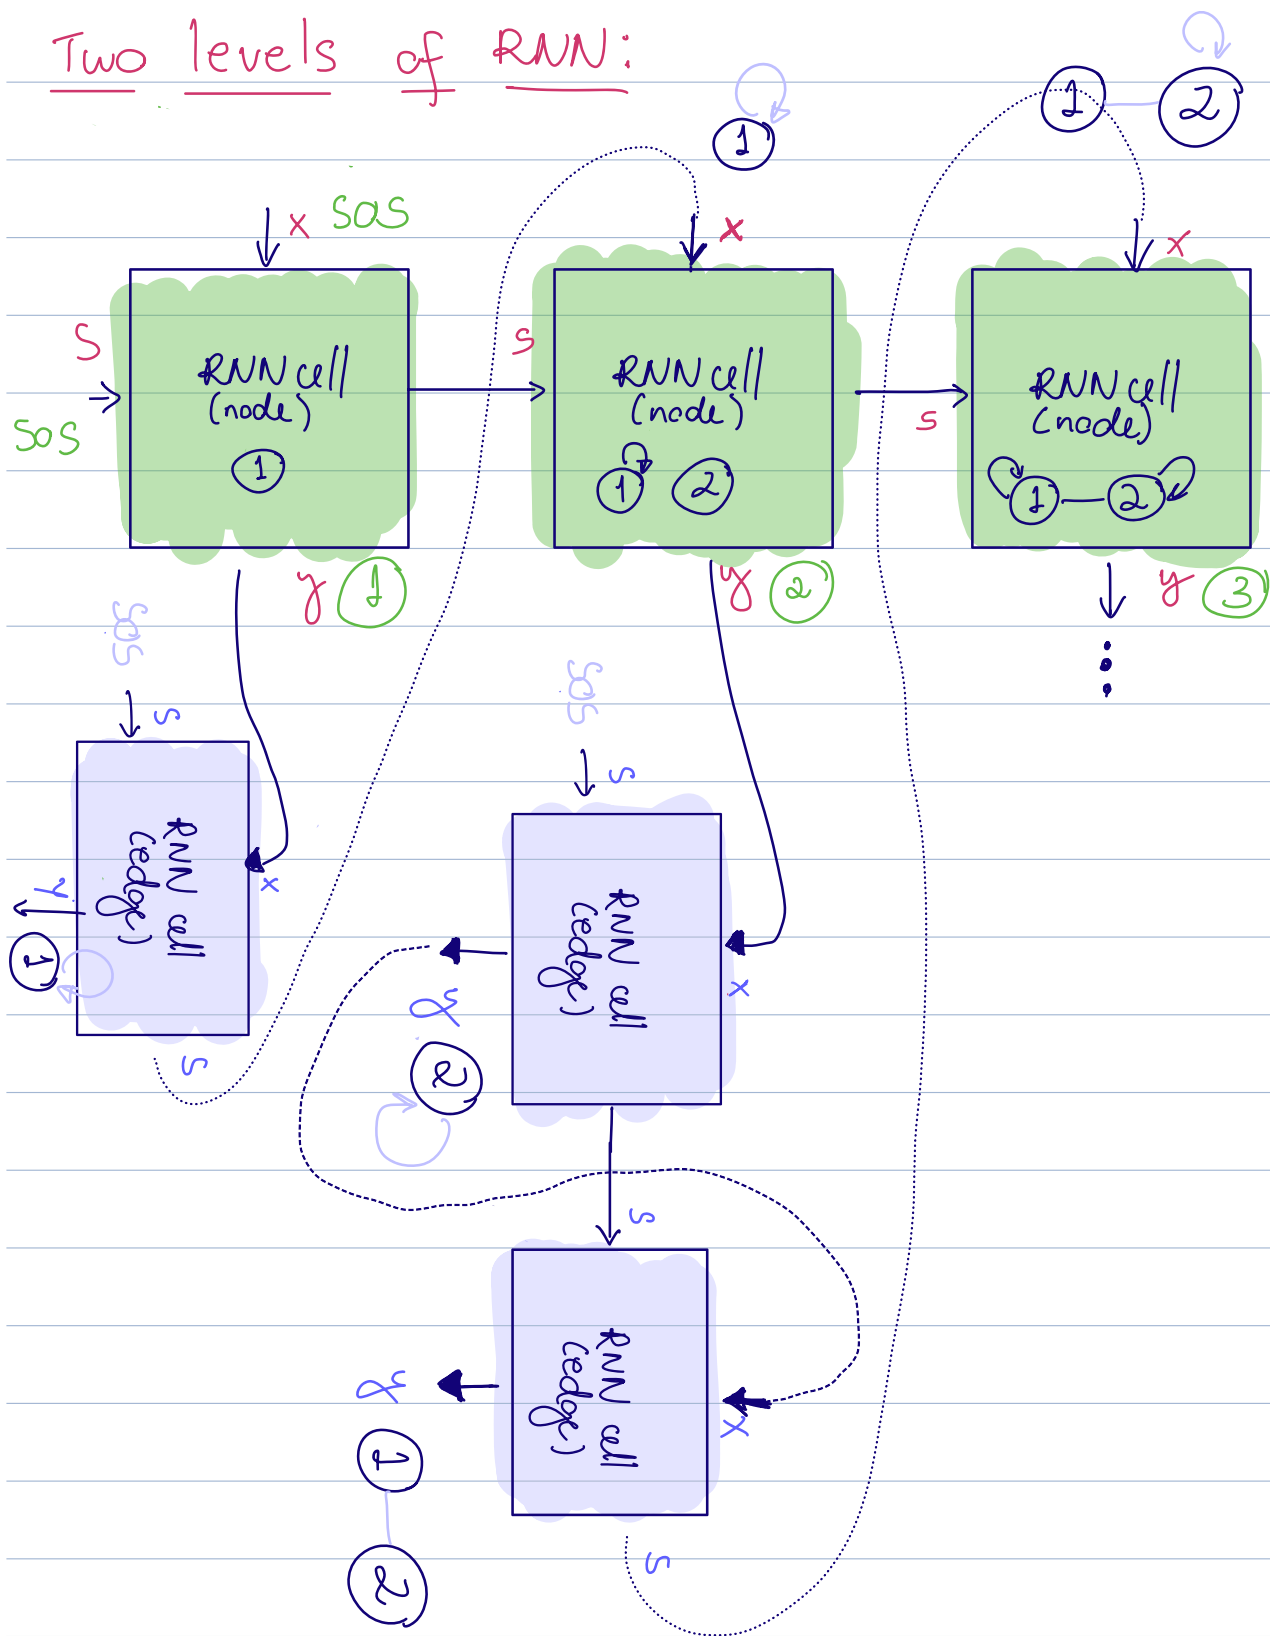 Two levels of RNN:
1
1 2
x SOS
x
x
S
SOS
RNN cell
(node)
1
S
RNN cell
(node)
1 2
S
RNN cell
(node)
1 2
y 1
y 2
y 3
SOS
S
RNN cell
(edge)
x
y
1
S
SOS
S
RNN cell
(edge)
x
y
2
S
RNN cell
(edge)
x
y
1
2
S